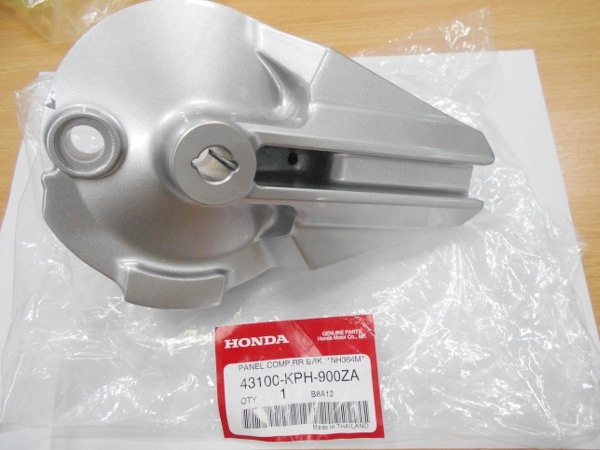 HONDA
GENUINE PARTS
Honda Motor Co.,
PANEL COMP,RR BRK *NH364M*
43100-KPH-900ZA
QTY 1 B8A12
Made in THAILAND